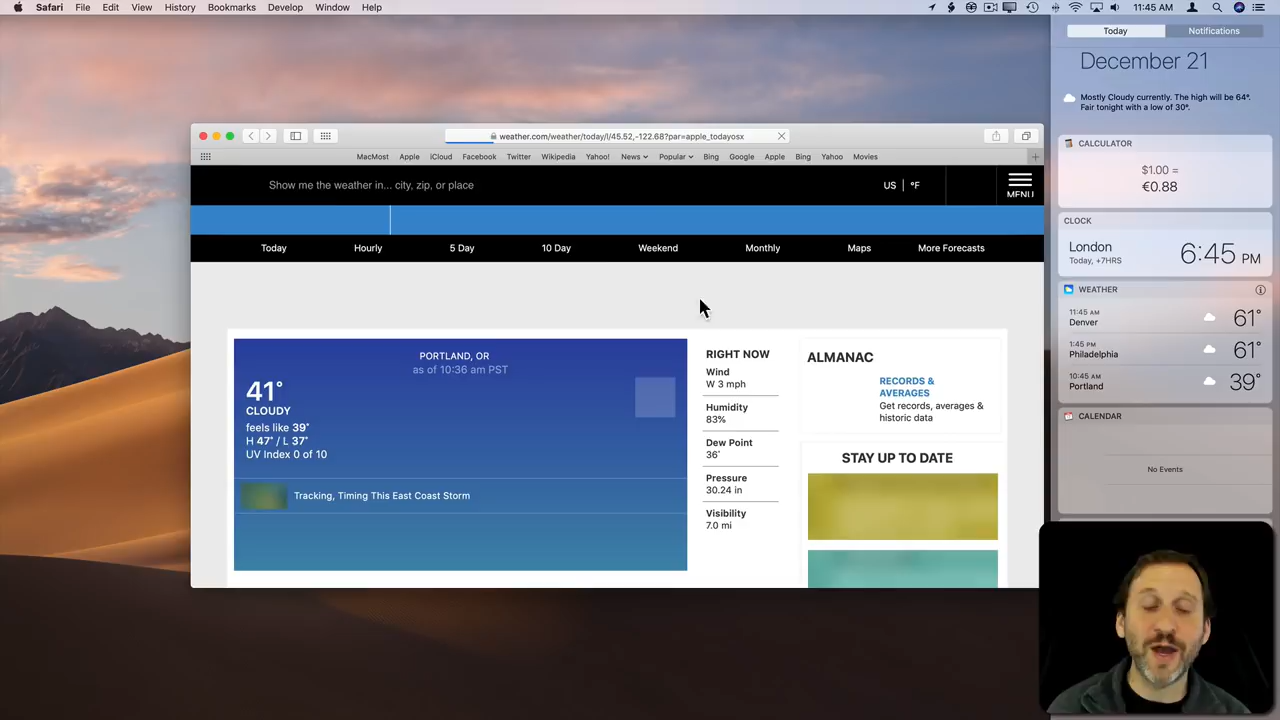 Safari File Edit View History Bookmarks Develop Window Help
11:45 AM
Today Notifications
December 21
Mostly Cloudy currently. The high will be 64°.
Fair tonight with a low of 30°.
CALCULATOR
$1.00 =
€0.88
CLOCK
London
Today, +7HRS
6:45 PM
WEATHER
11:45 AM
Denver
61°
1:45 PM
Philadelphia
61°
10:45 AM
Portland
39°
CALENDAR
No Events
weather.com/weather/today/l/45.52,-122.68?par=apple_todayosx
MacMost Apple iCloud Facebook Twitter Wikipedia Yahoo! News Popular Bing Google Apple Bing Yahoo Movies
Show me the weather in... city, zip, or place
US | °F
MENU
Today Hourly 5 Day 10 Day Weekend Monthly Maps More Forecasts
PORTLAND, OR
as of 10:36 am PST
41°
CLOUDY
feels like 39°
H 47° / L 37°
UV Index 0 of 10
Tracking, Timing This East Coast Storm
RIGHT NOW
Wind
W 3 mph
Humidity
83%
Dew Point
36°
Pressure
30.24 in
Visibility
7.0 mi
ALMANAC
RECORDS &
AVERAGES
Get records, averages &
historic data
STAY UP TO DATE